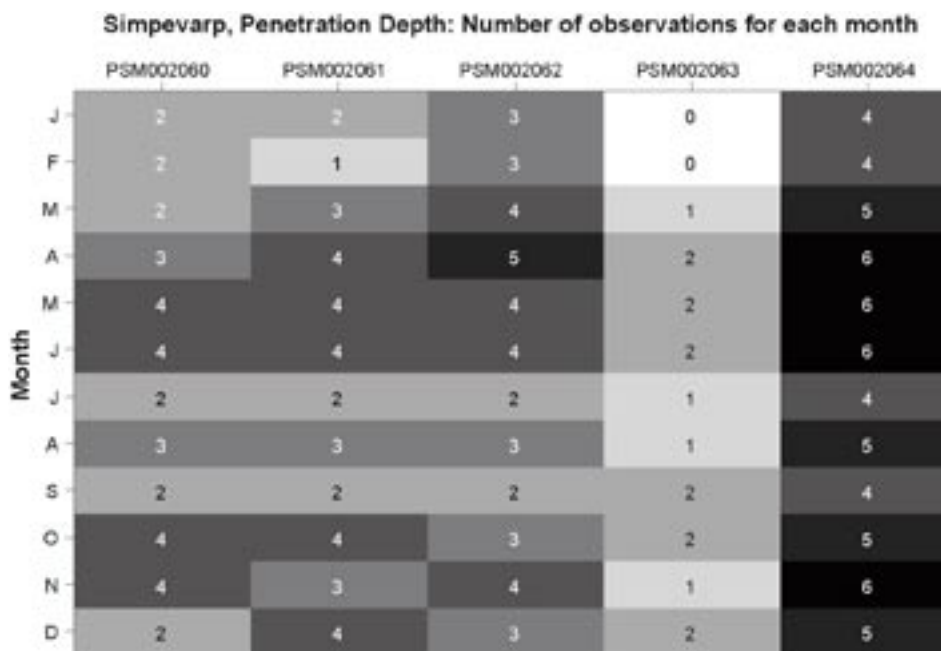 Simpevarp, Penetration Depth: Number of observations for each month
PSM002060 PSM002061 PSM002062 PSM002063 PSM002064
J 2 2 3 0 4
F 2 1 3 0 4
M 2 3 4 1 5
A 3 4 5 2 6
M 4 4 4 2 6
J 4 4 4 2 6
J 2 2 2 1 4
A 3 3 3 1 5
S 2 2 2 2 4
O 4 4 3 2 5
N 4 3 4 1 6
D 2 4 3 2 5
Month